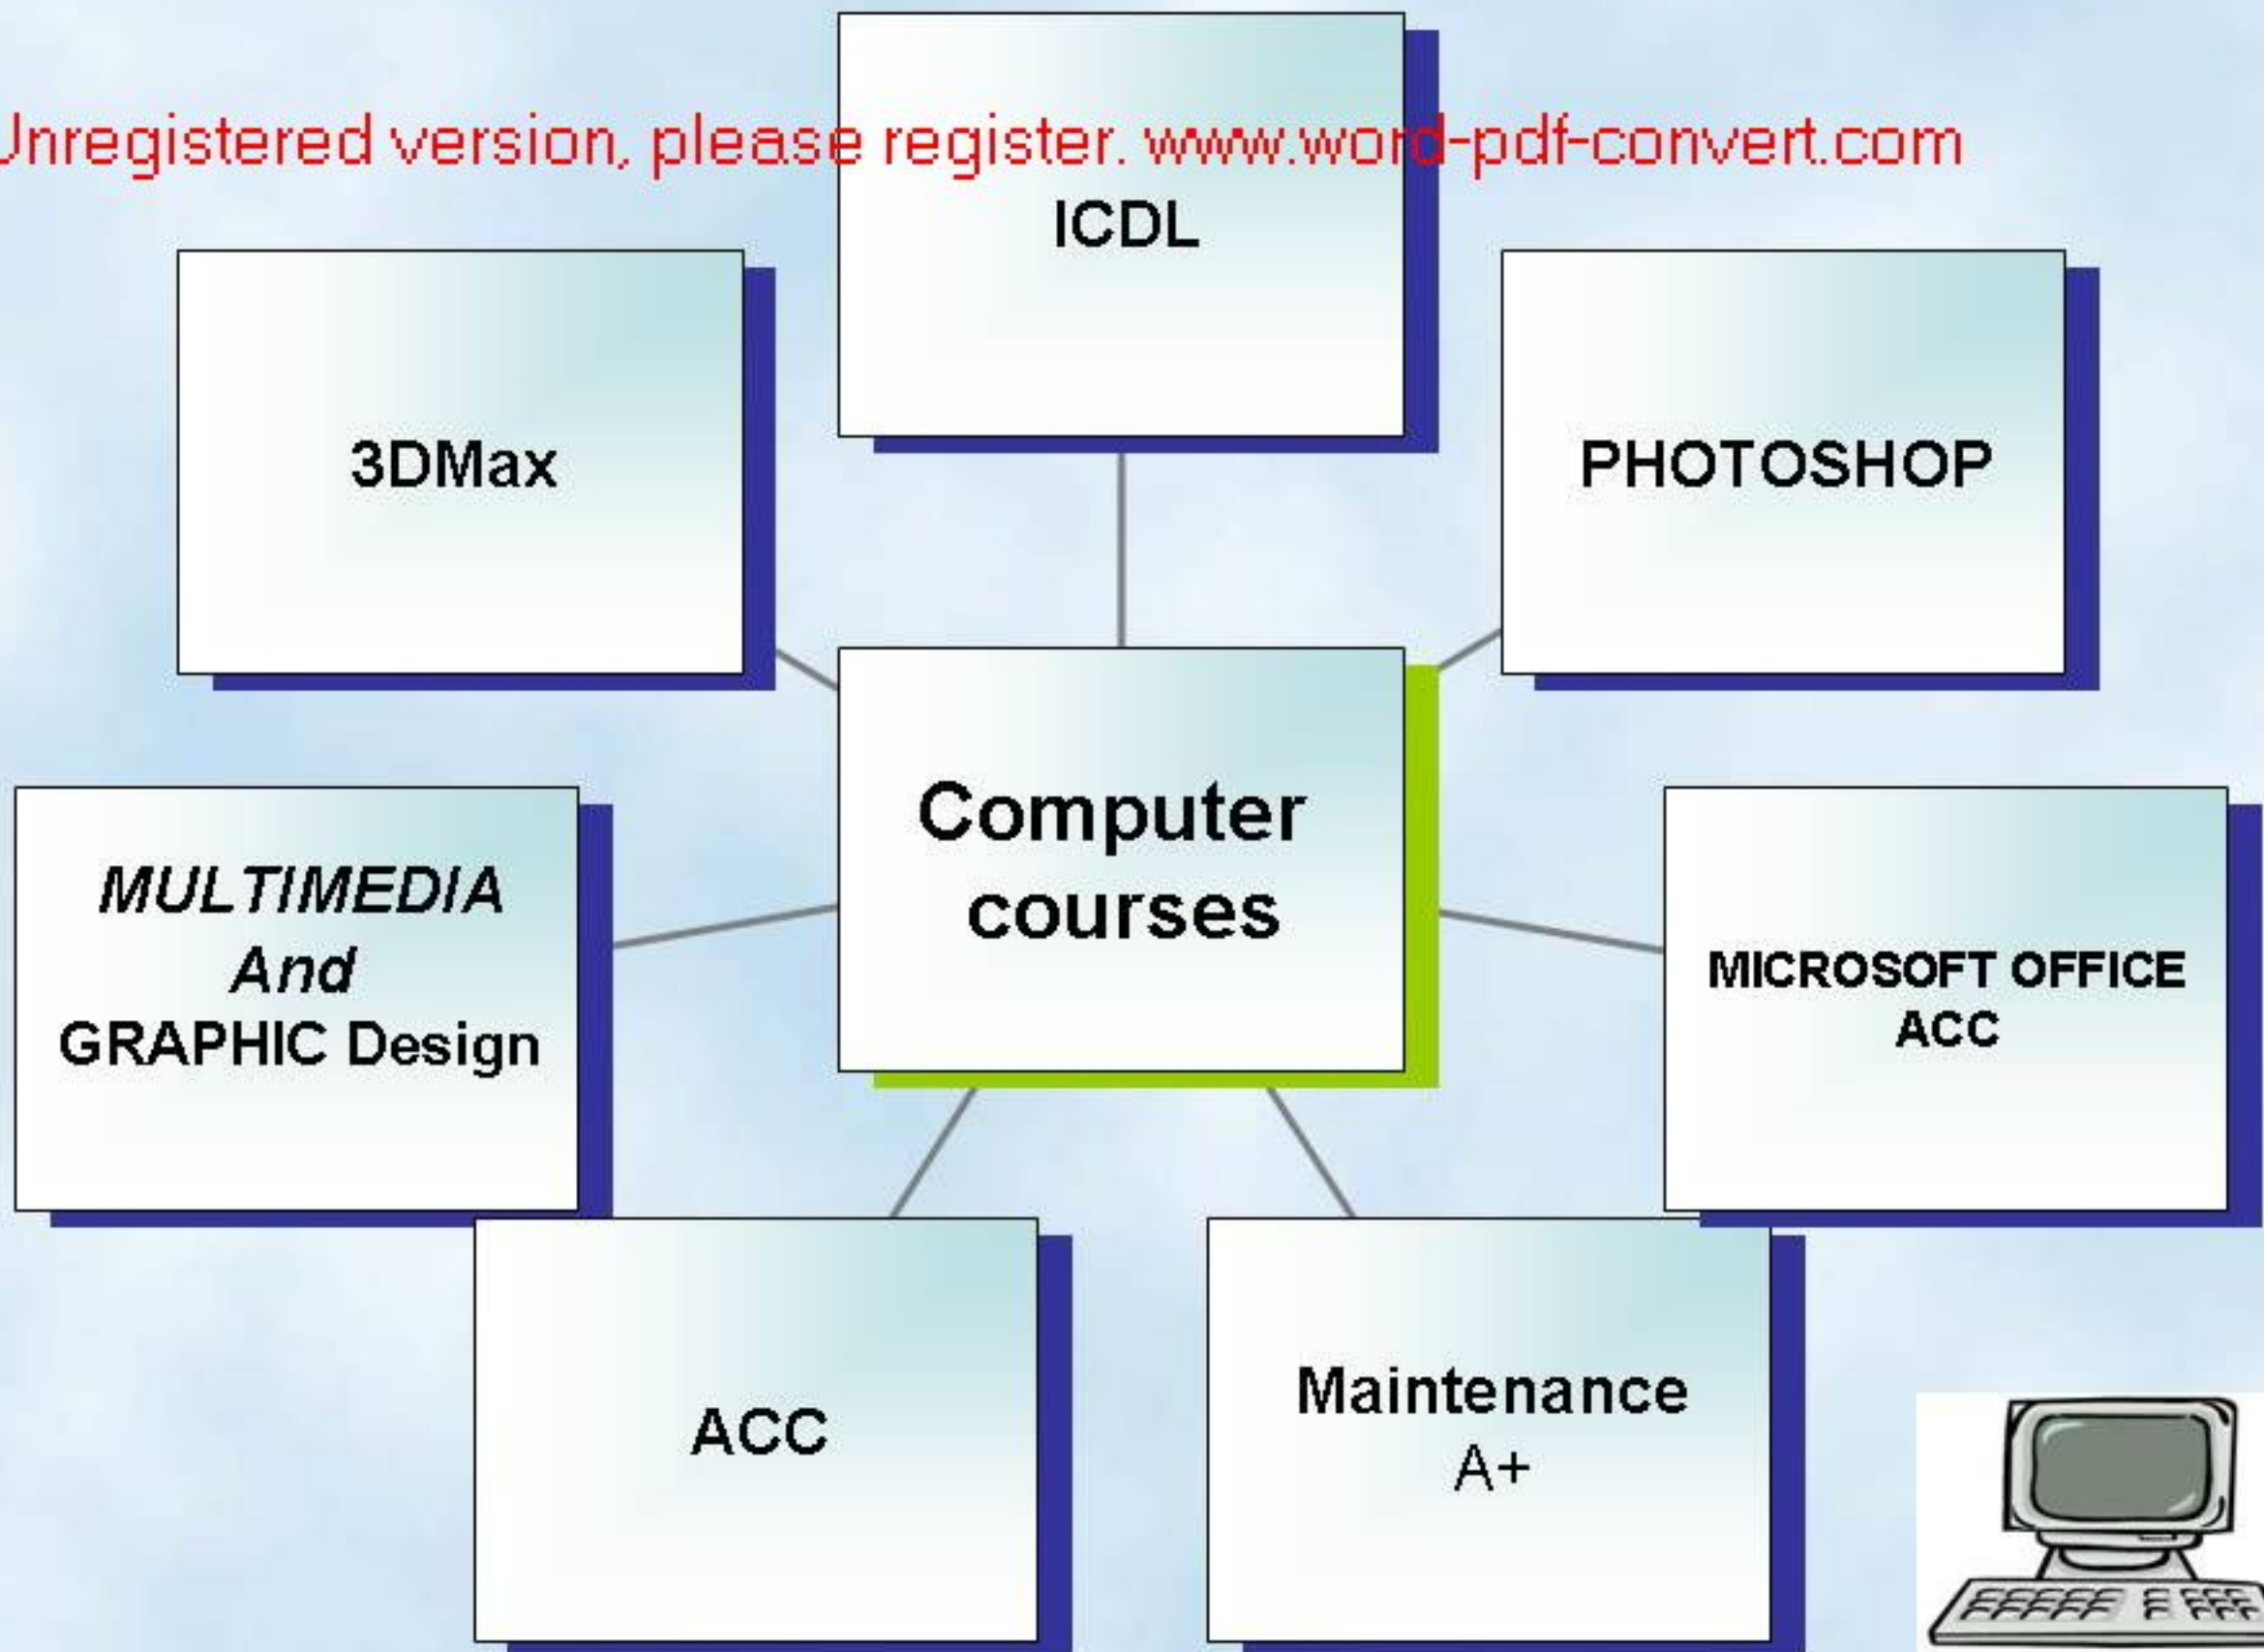 Unregistered version, please register. www.word-pdf-convert.com
ICDL
3DMax
PHOTOSHOP
Computer
courses
MULTIMEDIA
And
GRAPHIC Design
MICROSOFT OFFICE
ACC
ACC
Maintenance
A+